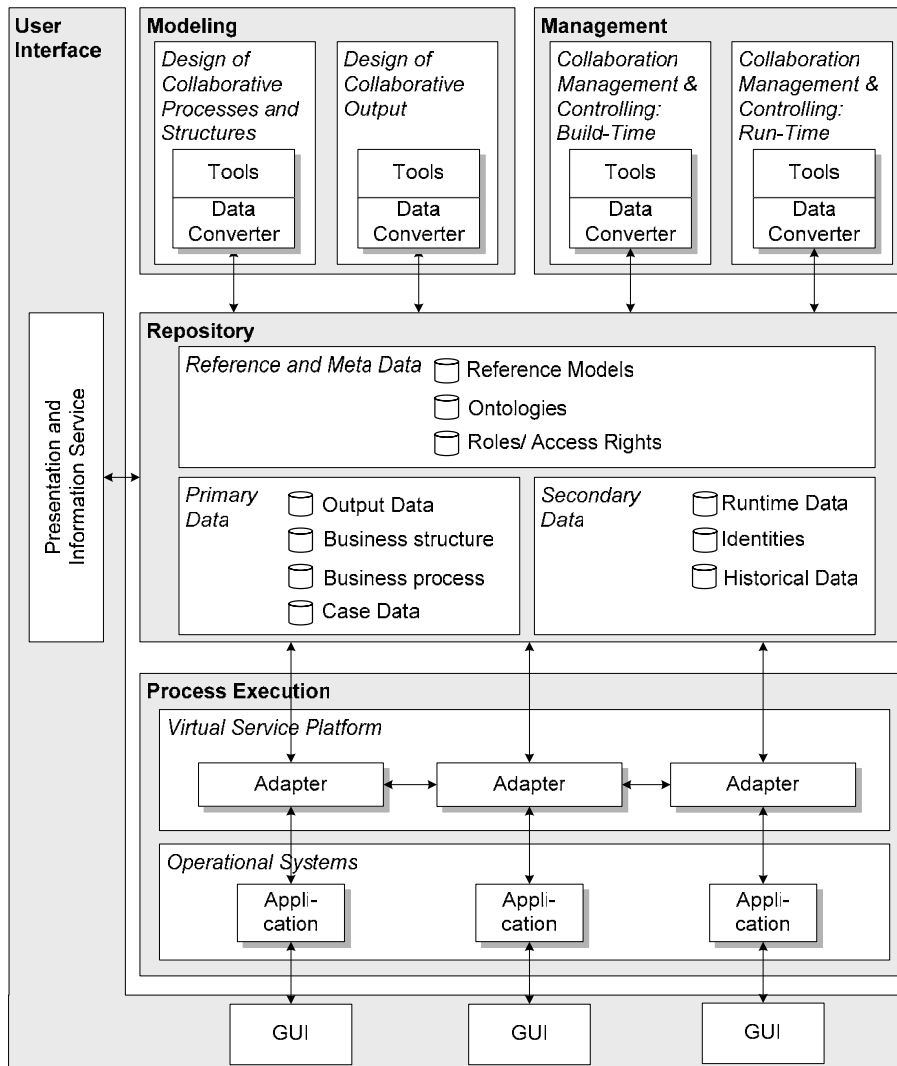 User
Interface
Modeling
Design of
Collaborative
Processes and
Structures
Tools
Data
Converter
Design of
Collaborative
Output
Tools
Data
Converter
Management
Collaboration
Management &
Controlling:
Build-Time
Tools
Data
Converter
Collaboration
Management &
Controlling:
Run-Time
Tools
Data
Converter
Presentation and
Information Service
Repository
Reference and Meta Data
Reference Models
Ontologies
Roles/ Access Rights
Primary
Data
Output Data
Business structure
Business process
Case Data
Secondary
Data
Runtime Data
Identities
Historical Data
Process Execution
Virtual Service Platform
Adapter
Adapter
Adapter
Operational Systems
Appli-
cation
Appli-
cation
Appli-
cation
GUI
GUI
GUI